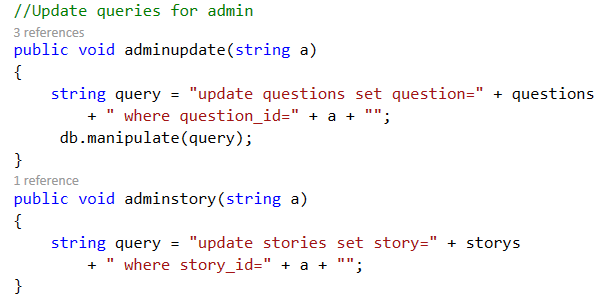 //Update queries for admin
3 references
public void adminupdate(string a)
{
string query = "update questions set question=" + questions
+ " where question_id=" + a + "";
db.manipulate(query);
}
1 reference
public void adminstory(string a)
{
string query = "update stories set story=" + storys
+ " where story_id=" + a + "";
}